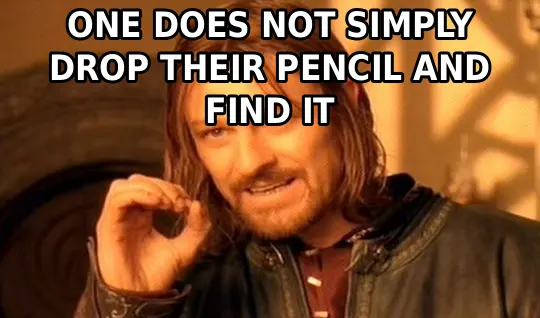 ONE DOES NOT SIMPLY
DROP THEIR PENCIL AND
FIND IT